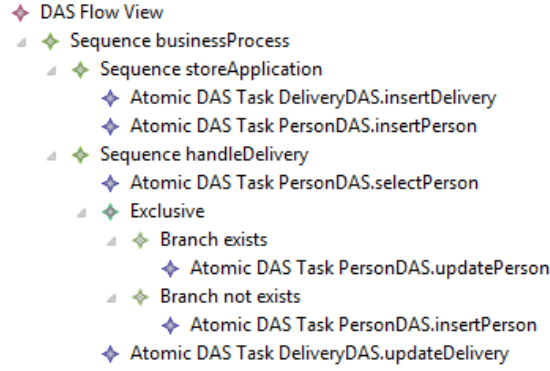 DAS Flow View
Sequence businessProcess
Sequence storeApplication
Atomic DAS Task DeliveryDAS.insertDelivery
Atomic DAS Task PersonDAS.insertPerson
Sequence handleDelivery
Atomic DAS Task PersonDAS.selectPerson
Exclusive
Branch exists
Atomic DAS Task PersonDAS.updatePerson
Branch not exists
Atomic DAS Task PersonDAS.insertPerson
Atomic DAS Task DeliveryDAS.updateDelivery